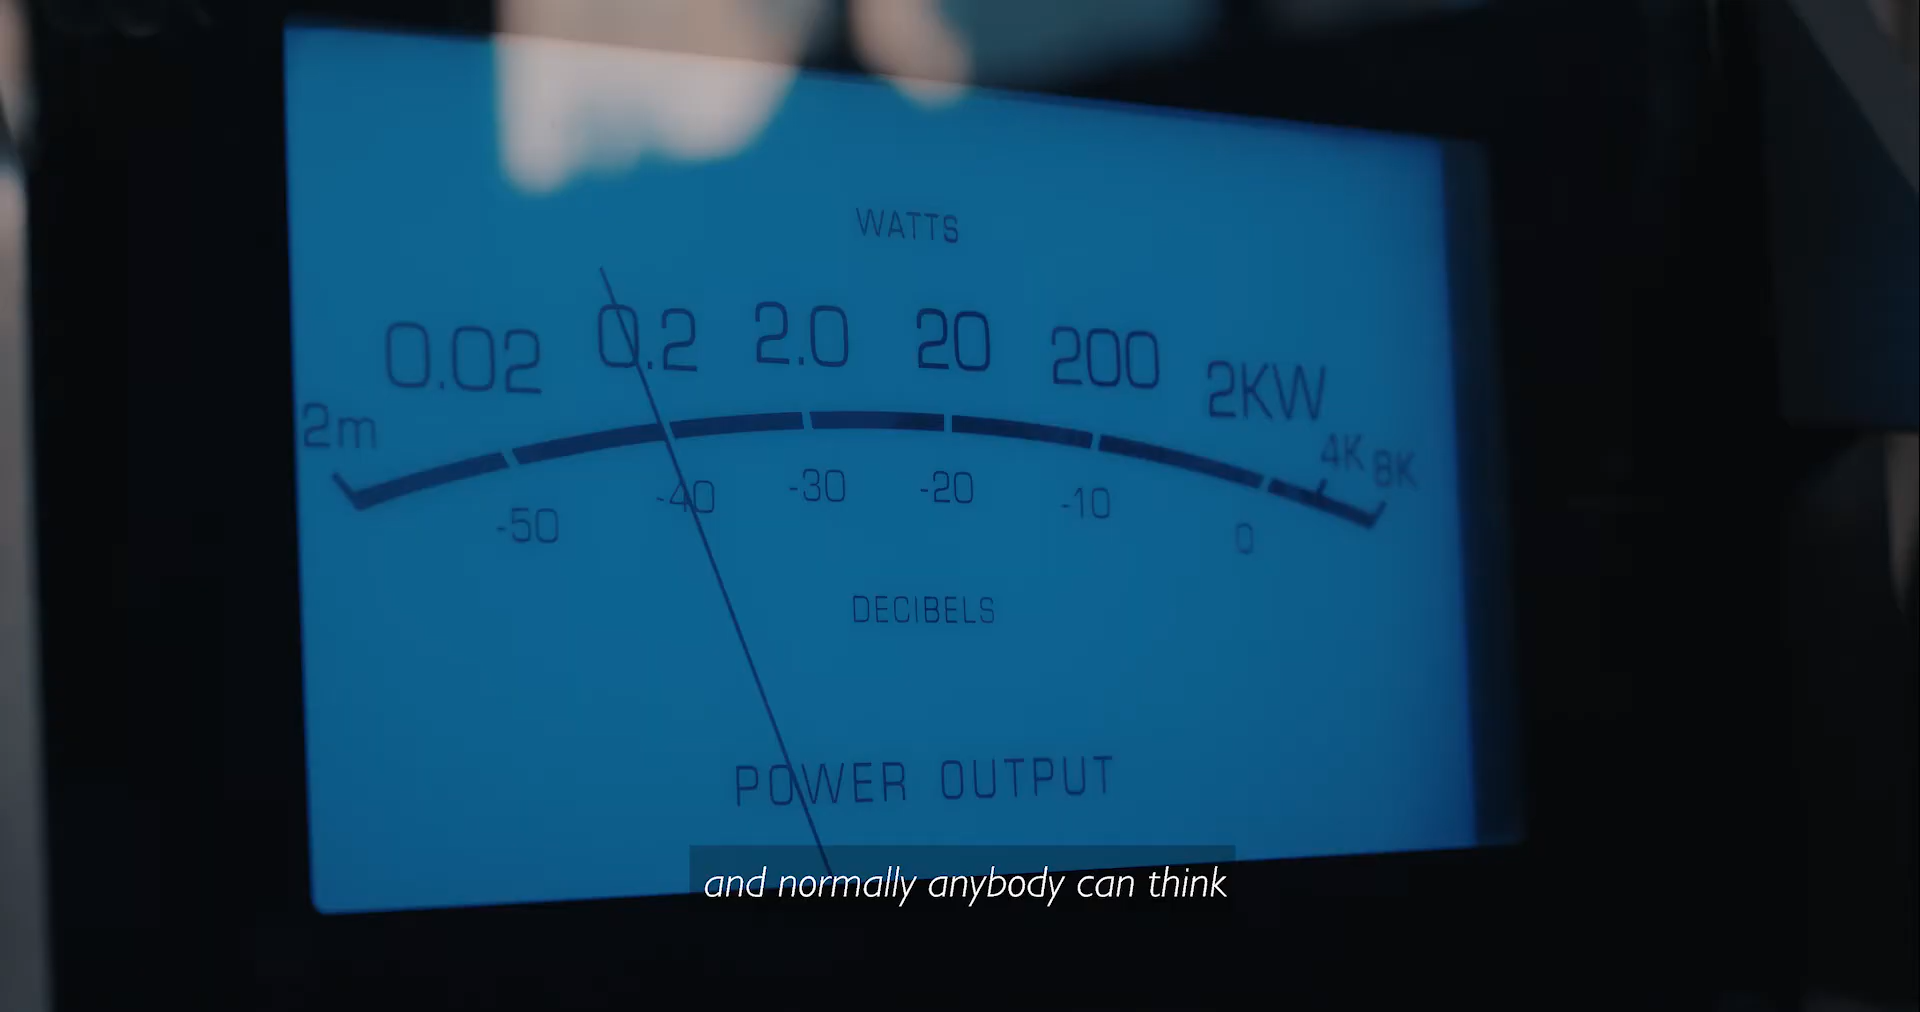 WATTS
0.02 0.2 2.0 20 200 2KW
2m 4K 8K
-50 -40 -30 -20 -10 0
DECIBELS
POWER OUTPUT
and normally anybody can think